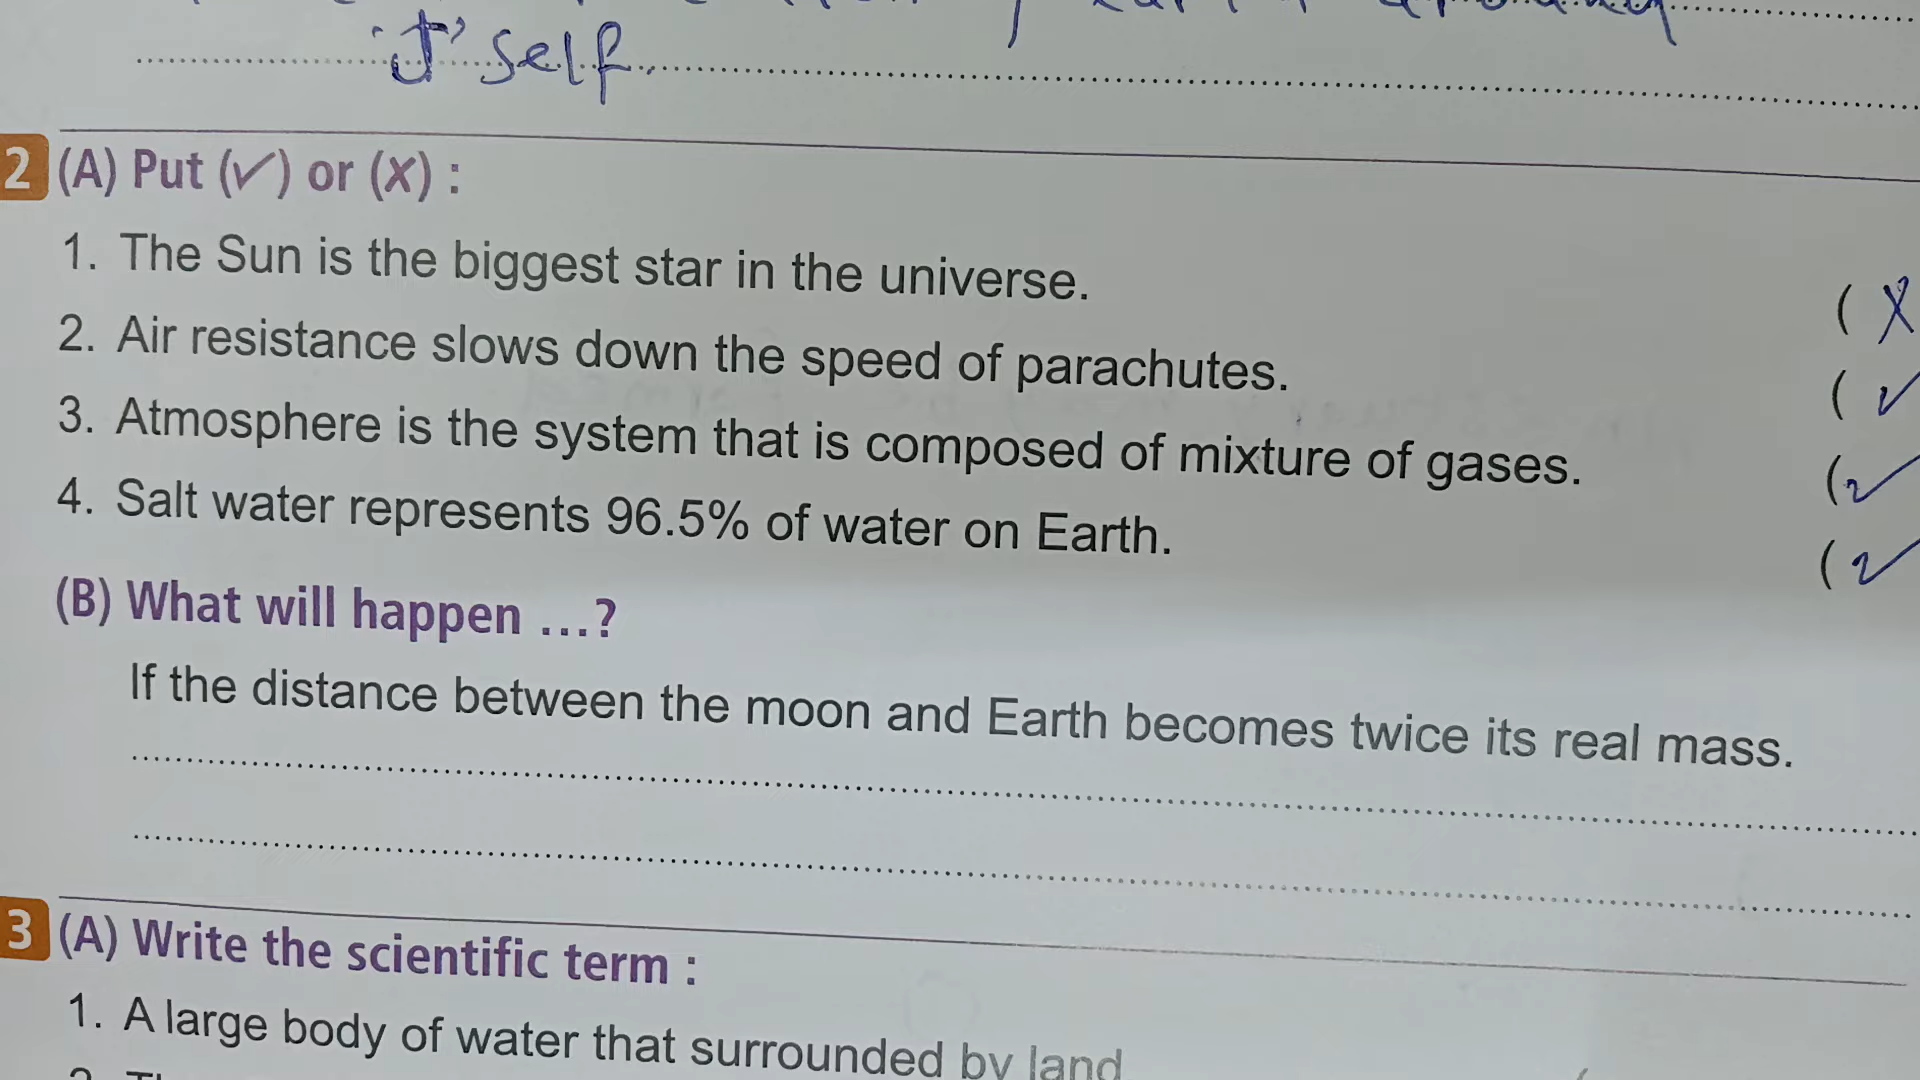 it's self.
2 (A) Put (✓) or (X) :
1. The Sun is the biggest star in the universe. ( X
2. Air resistance slows down the speed of parachutes. ( ✓
3. Atmosphere is the system that is composed of mixture of gases. ( ✓
4. Salt water represents 96.5% of water on Earth. ( ✓
(B) What will happen ...?
If the distance between the moon and Earth becomes twice its real mass.
3 (A) Write the scientific term :
1. A large body of water that surrounded by land